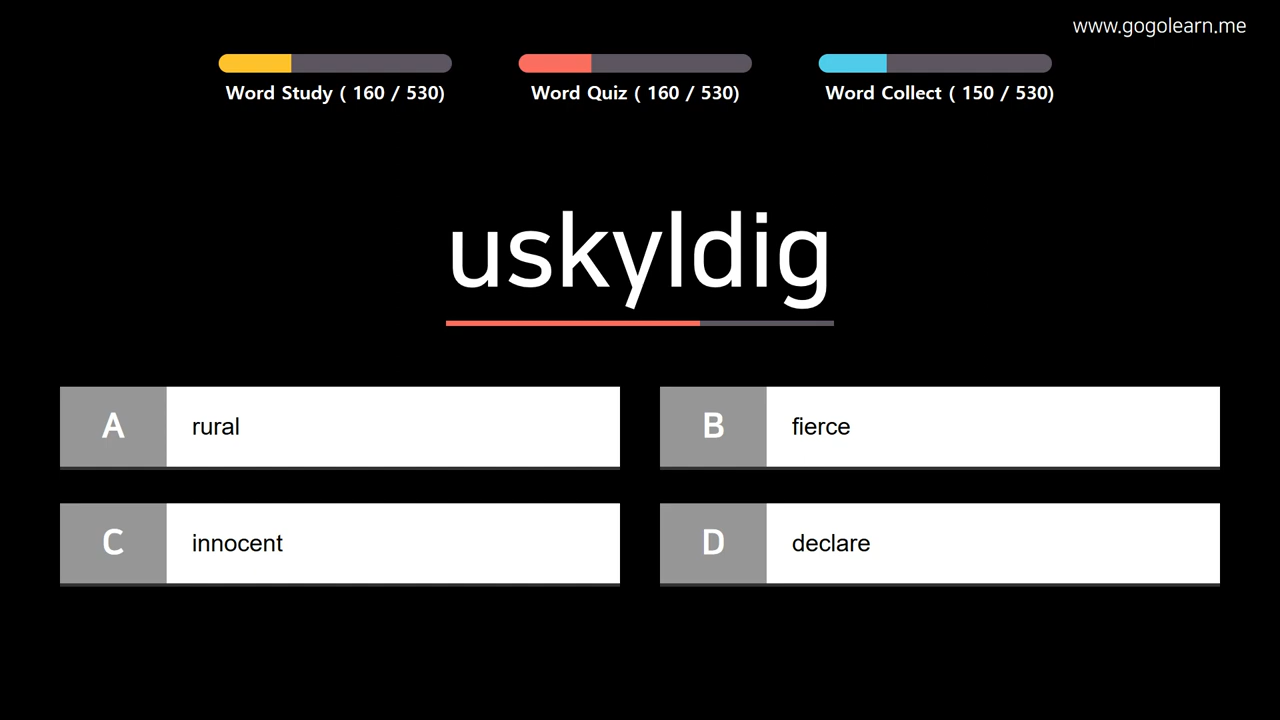 www.gogolearn.me
Word Study ( 160 / 530)
Word Quiz ( 160 / 530)
Word Collect ( 150 / 530)
uskyldig
A
rural
B
fierce
C
innocent
D
declare